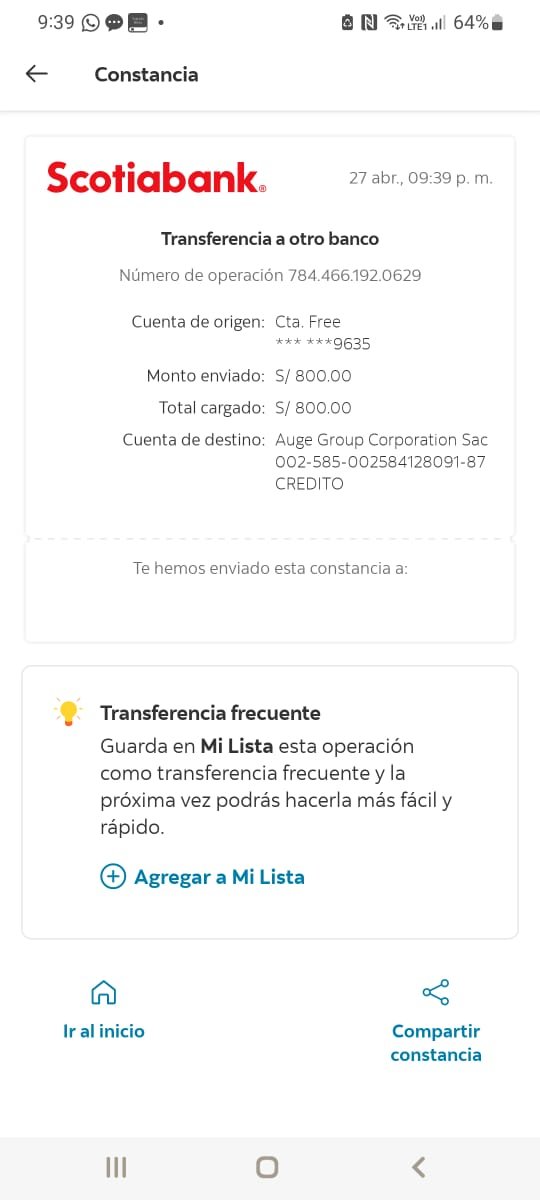 9:39 64%
Constancia
Scotiabank®
27 abr., 09:39 p. m.
Transferencia a otro banco
Número de operación 784.466.192.0629
Cuenta de origen: Cta. Free
*** ***9635
Monto enviado: S/ 800.00
Total cargado: S/ 800.00
Cuenta de destino: Auge Group Corporation Sac
002-585-002584128091-87
CREDITO
Te hemos enviado esta constancia a:
Transferencia frecuente
Guarda en Mi Lista esta operación
como transferencia frecuente y la
próxima vez podrás hacerla más fácil y
rápido.
Agregar a Mi Lista
Ir al inicio
Compartir
constancia